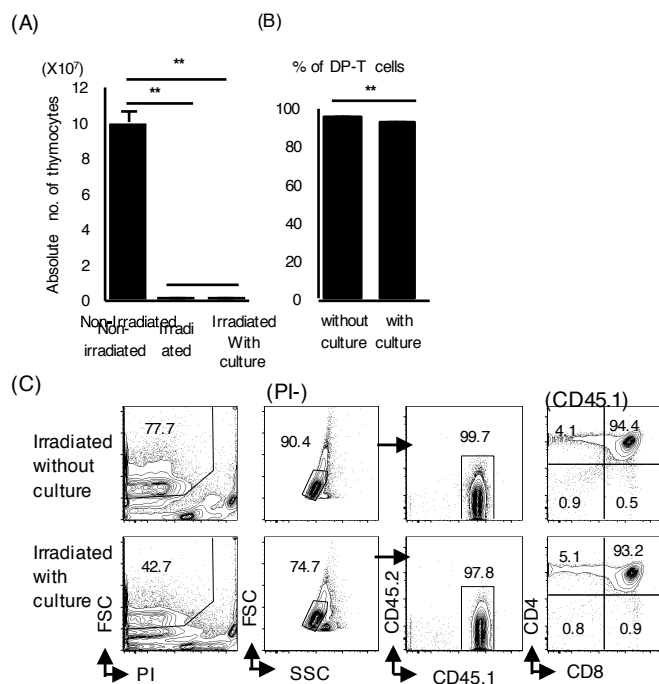 (A)
(X10⁷)
**
**
12
10
8
6
4
2
0
Absolute no. of thymocytes
Non-Irradiated
Non-irradiated
Irradiated
Irradiated With culture
(B)
% of DP-T cells
**
100
80
60
40
20
0
without culture
with culture
(C)
(PI-)
(CD45.1)
Irradiated
without
culture
77.7
90.4
99.7
4.1
94.4
0.9
0.5
Irradiated
with
culture
42.7
74.7
97.8
5.1
93.2
0.8
0.9
FSC
PI
FSC
SSC
CD45.2
CD45.1
CD4
CD8